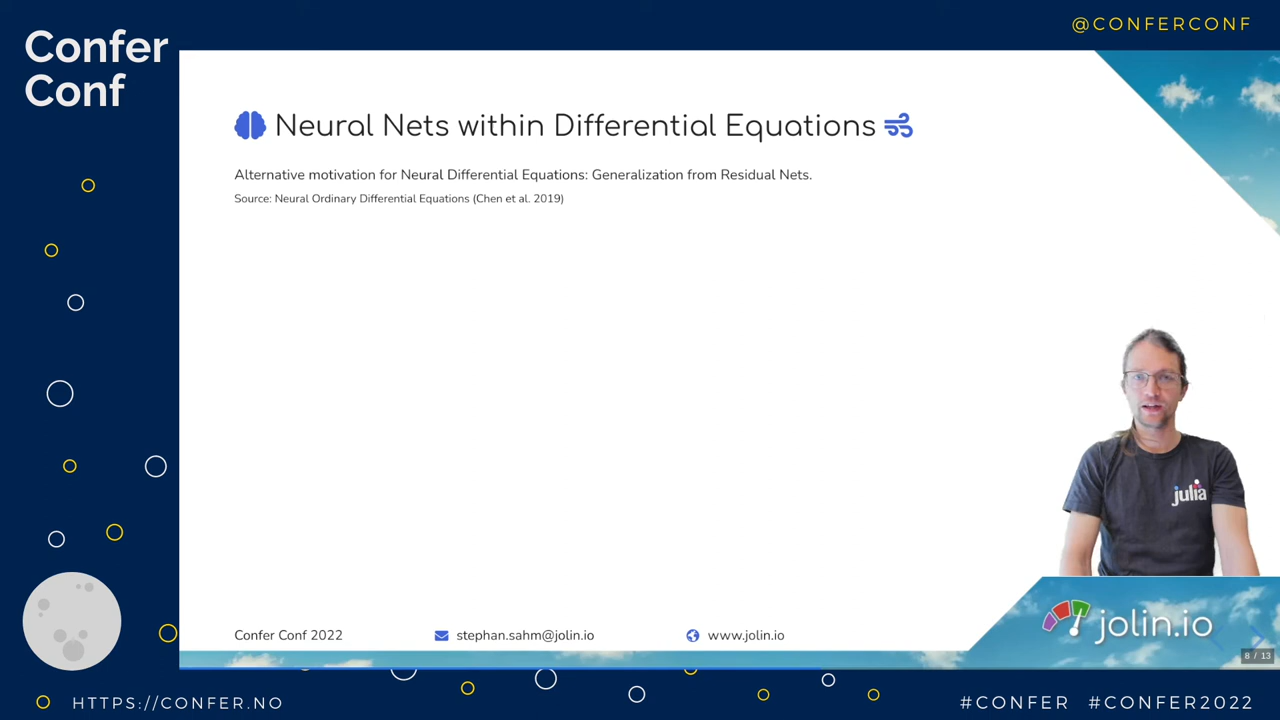 Confer
Conf
@CONFERCONF
Neural Nets within Differential Equations
Alternative motivation for Neural Differential Equations: Generalization from Residual Nets.
Source: Neural Ordinary Differential Equations (Chen et al. 2019)
julia
Confer Conf 2022
stephan.sahm@jolin.io
www.jolin.io
jolin.io
8 / 13
HTTPS://CONFER.NO
#CONFER #CONFER2022